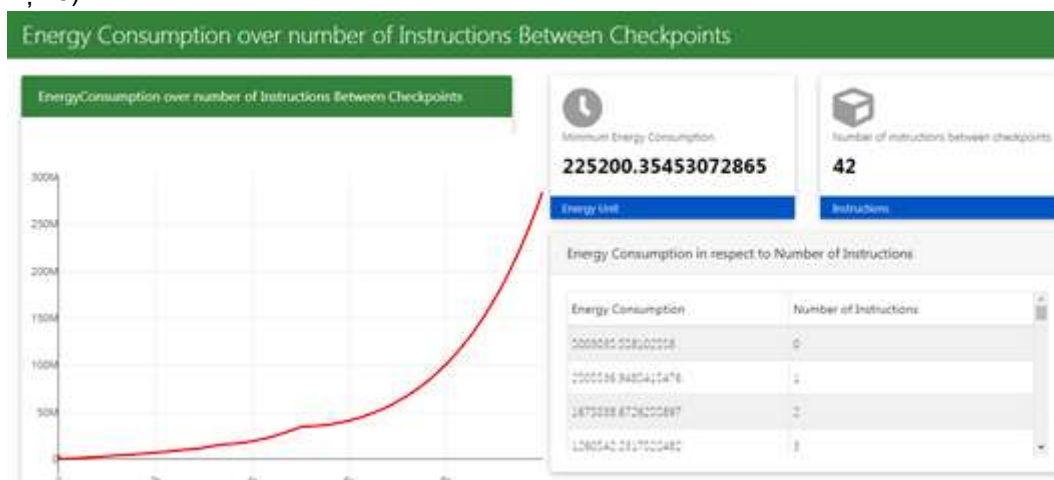 Energy Consumption over number of Instructions Between Checkpoints
EnergyConsumption over number of Instructions Between Checkpoints
300M
250M
200M
150M
100M
50M
0
Minimum Energy Consumption
225200.35453072865
Energy Unit
Number of instructions between checkpoints
42
Instructions
Energy Consumption in respect to Number of Instructions
Energy Consumption Number of Instructions
0
1
2
3